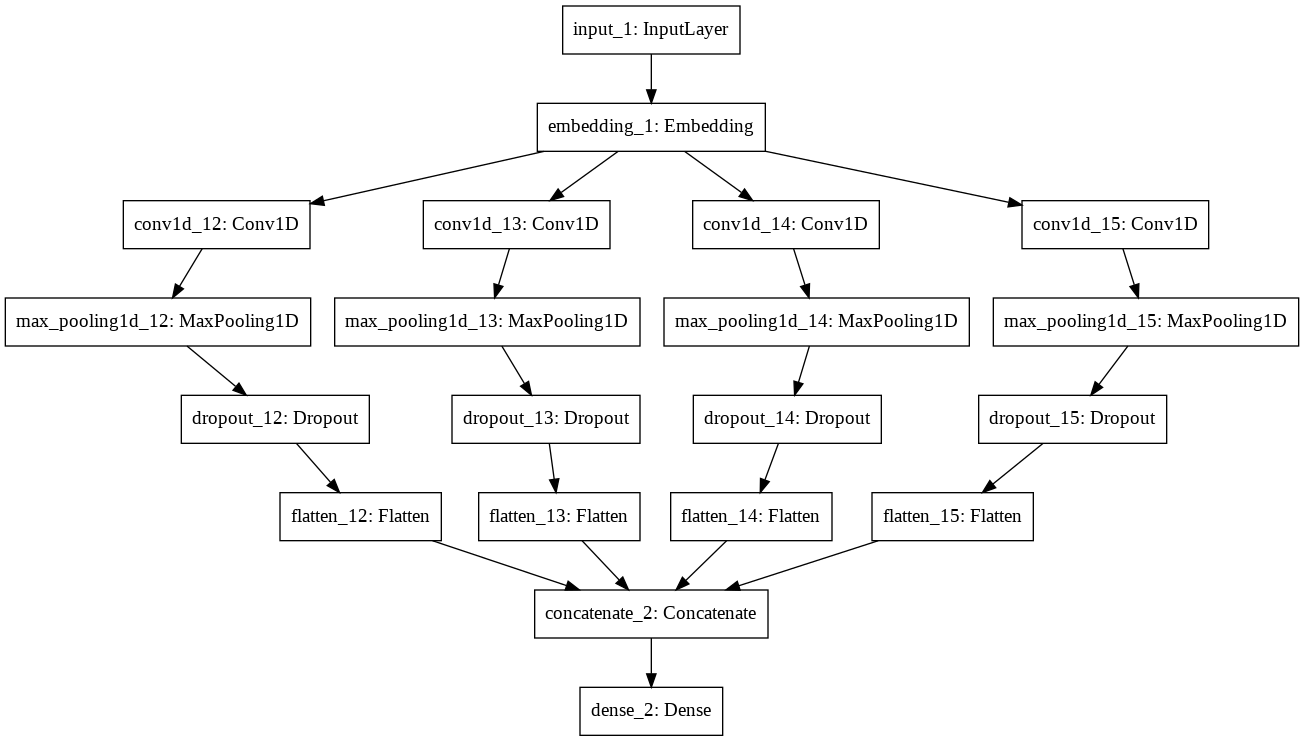 input_1: InputLayer
embedding_1: Embedding
conv1d_12: Conv1D
conv1d_13: Conv1D
conv1d_14: Conv1D
conv1d_15: Conv1D
max_pooling1d_12: MaxPooling1D
max_pooling1d_13: MaxPooling1D
max_pooling1d_14: MaxPooling1D
max_pooling1d_15: MaxPooling1D
dropout_12: Dropout
dropout_13: Dropout
dropout_14: Dropout
dropout_15: Dropout
flatten_12: Flatten
flatten_13: Flatten
flatten_14: Flatten
flatten_15: Flatten
concatenate_2: Concatenate
dense_2: Dense